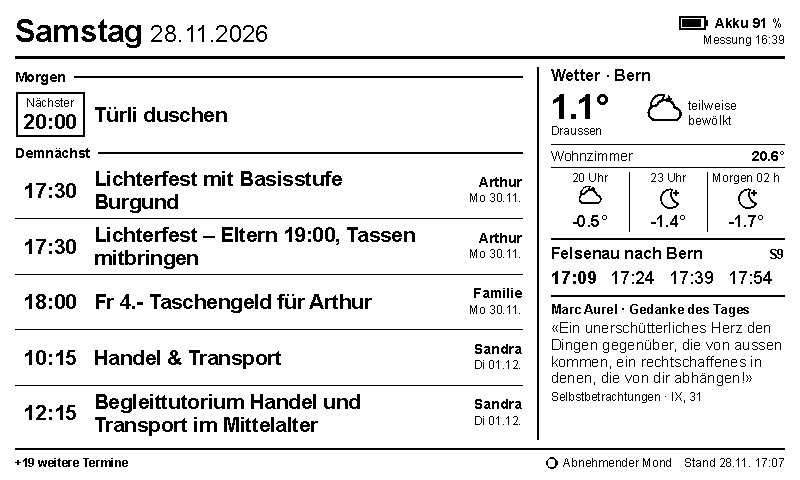 Samstag 28.11.2026
Akku 91 %
Messung 16:39
Morgen
Nächster
20:00
Türli duschen
Demnächst
17:30
Lichterfest mit Basisstufe
Burgund
Arthur
Mo 30.11.
17:30
Lichterfest – Eltern 19:00, Tassen
mitbringen
Arthur
Mo 30.11.
18:00
Fr 4.- Taschengeld für Arthur
Familie
Mo 30.11.
10:15
Handel & Transport
Sandra
Di 01.12.
12:15
Begleittutorium Handel und
Transport im Mittelalter
Sandra
Di 01.12.
Wetter · Bern
1.1°
Draussen
teilweise
bewölkt
Wohnzimmer 20.6°
20 Uhr 23 Uhr Morgen 02 h
-0.5° -1.4° -1.7°
Felsenau nach Bern S9
17:09 17:24 17:39 17:54
Marc Aurel · Gedanke des Tages
«Ein unerschütterliches Herz den
Dingen gegenüber, die von aussen
kommen, ein rechtschaffenes in
denen, die von dir abhängen!»
Selbstbetrachtungen · IX, 31
+19 weitere Termine
Abnehmender Mond Stand 28.11. 17:07